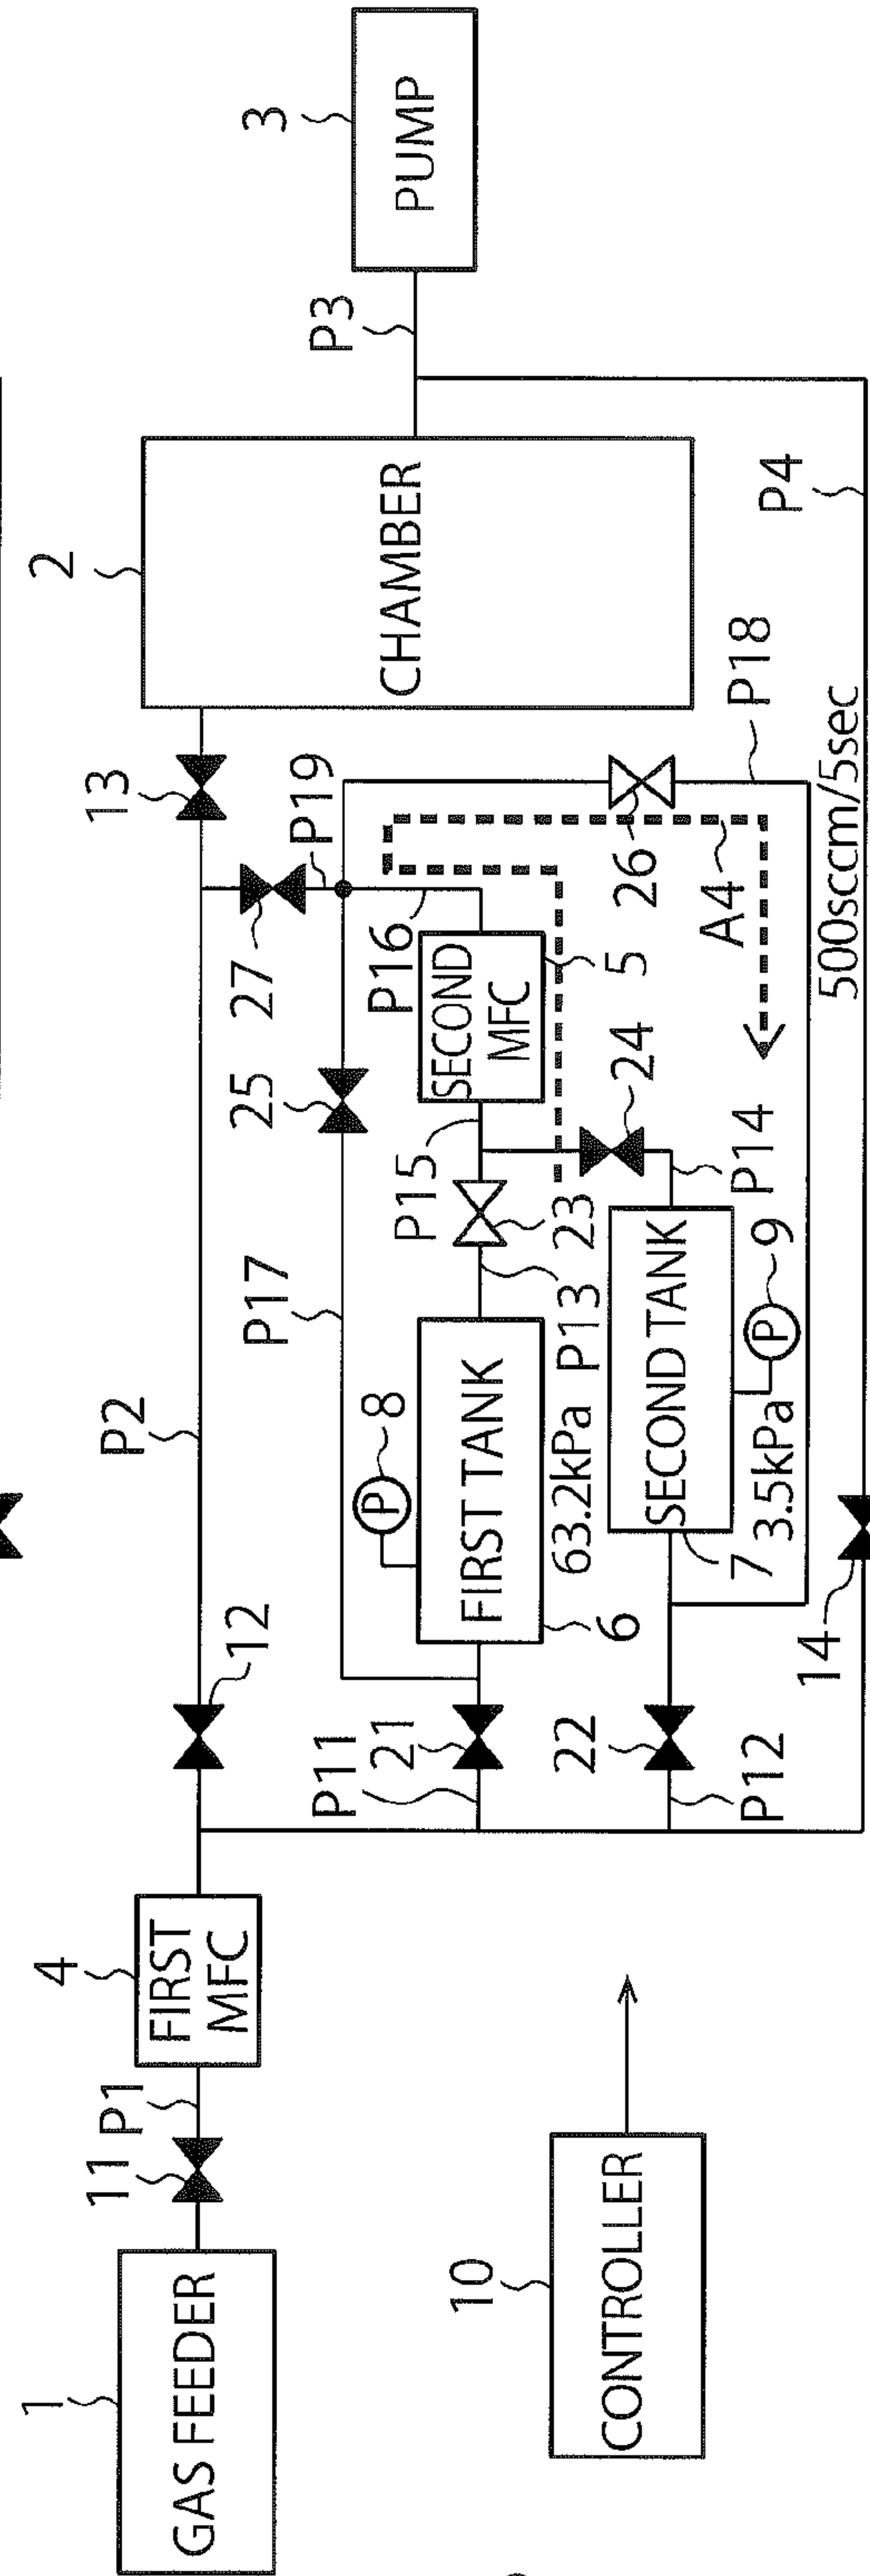 1
GAS FEEDER
11
P1
4
FIRST
MFC
12
P2
13
2
CHAMBER
P3
3
PUMP
27
P19
25
P17
P16
SECOND
MFC
5
P15
23
P13
8
P
FIRST TANK
6
63.2kPa
P11
21
22
P12
SECOND TANK
7
3.5kPa
P
9
P14
24
26
A4
P18
500sccm/5sec
P4
14
10
CONTROLLER